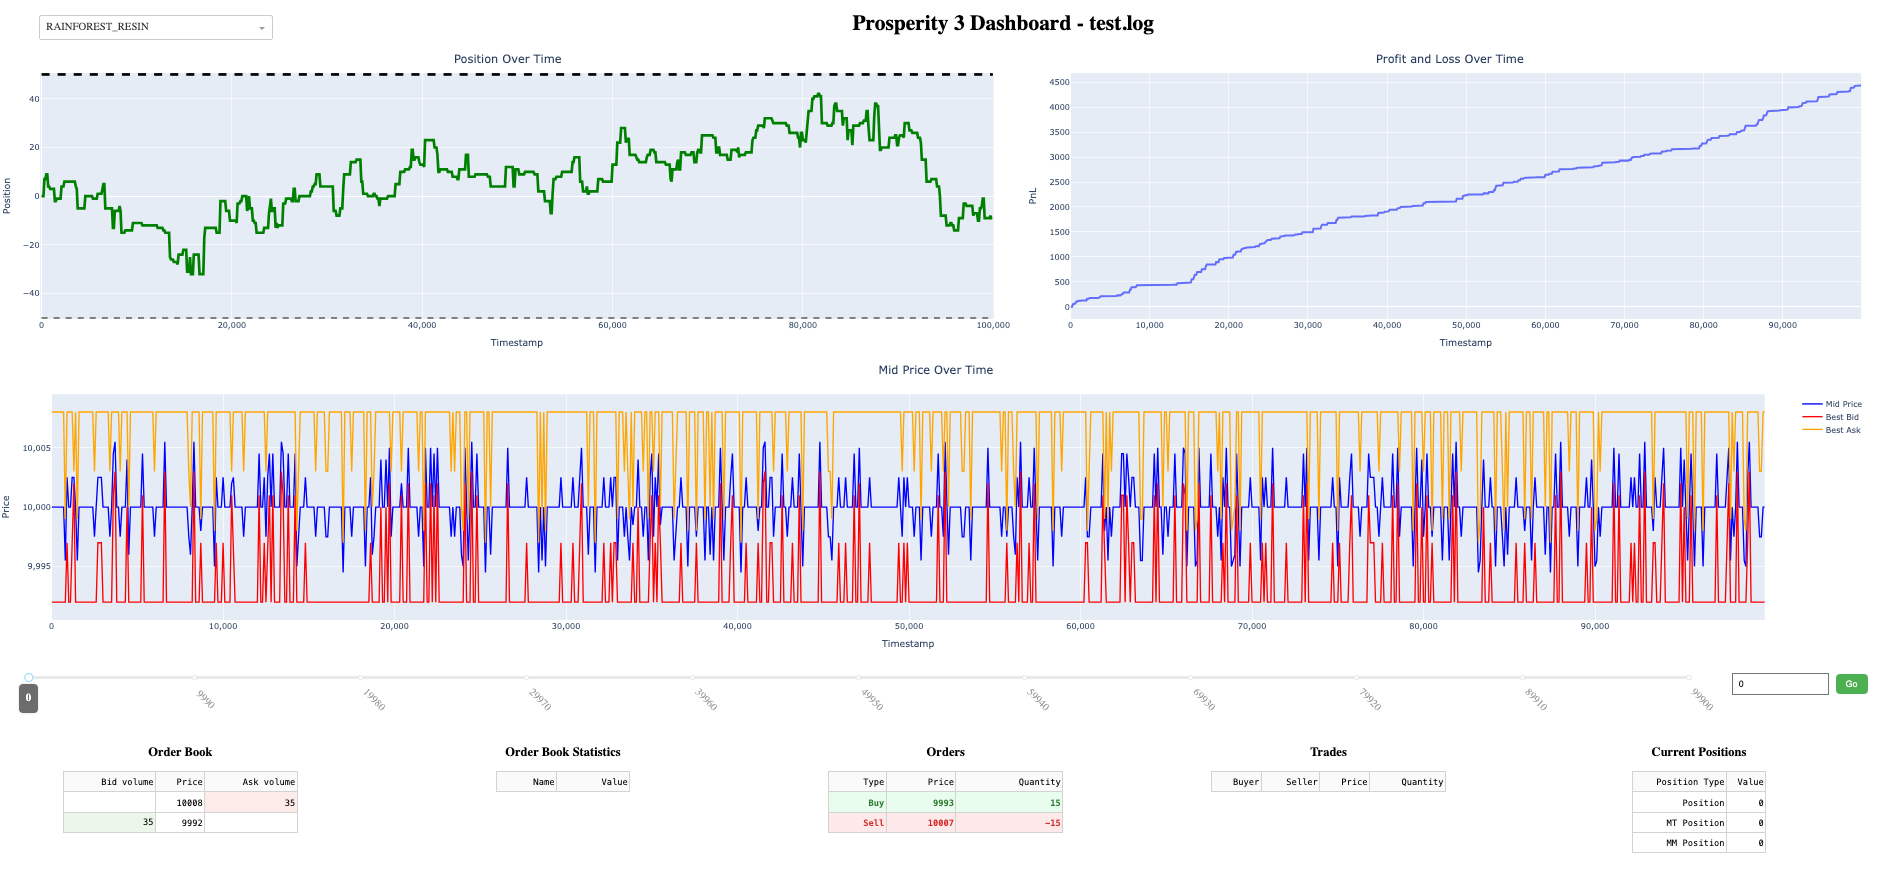 RAINFOREST_RESIN
Prosperity 3 Dashboard - test.log
Position Over Time
Position
40
20
0
−20
−40
0 20,000 40,000 60,000 80,000 100,000
Timestamp
Profit and Loss Over Time
PnL
4500
4000
3500
3000
2500
2000
1500
1000
500
0
0 10,000 20,000 30,000 40,000 50,000 60,000 70,000 80,000 90,000
Timestamp
Mid Price Over Time
Price
10,005
10,000
9,995
0 10,000 20,000 30,000 40,000 50,000 60,000 70,000 80,000 90,000
Timestamp
Mid Price
Best Bid
Best Ask
0 9990 19980 29970 39960 49950 59940 69930 79920 89910 99900
0 Go
Order Book
Bid volume Price Ask volume
10008 35
35 9992
Order Book Statistics
Name Value
Orders
Type Price Quantity
Buy 9993 15
Sell 10007 −15
Trades
Buyer Seller Price Quantity
Current Positions
Position Type Value
Position 0
MT Position 0
MM Position 0